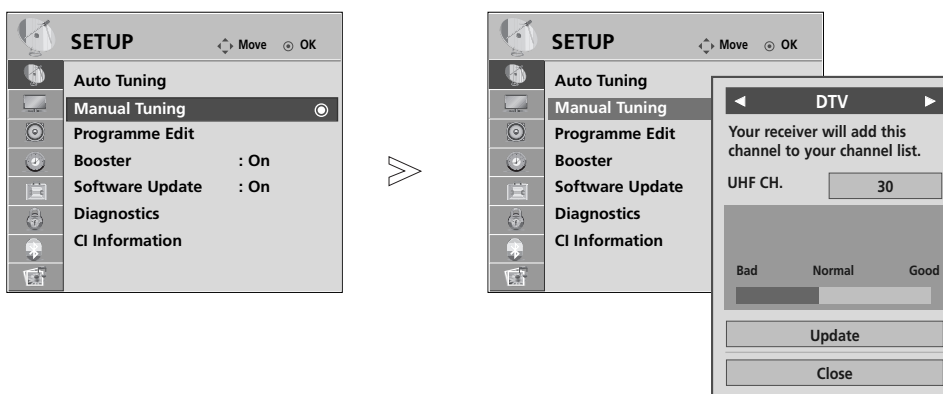 SETUP Move OK
Auto Tuning
Manual Tuning
Programme Edit
Booster : On
Software Update : On
Diagnostics
CI Information
SETUP Move OK
Auto Tuning
Manual Tuning
Programme Edit
Booster
Software Update
Diagnostics
CI Information
DTV
Your receiver will add this
channel to your channel list.
UHF CH. 30
Bad Normal Good
Update
Close